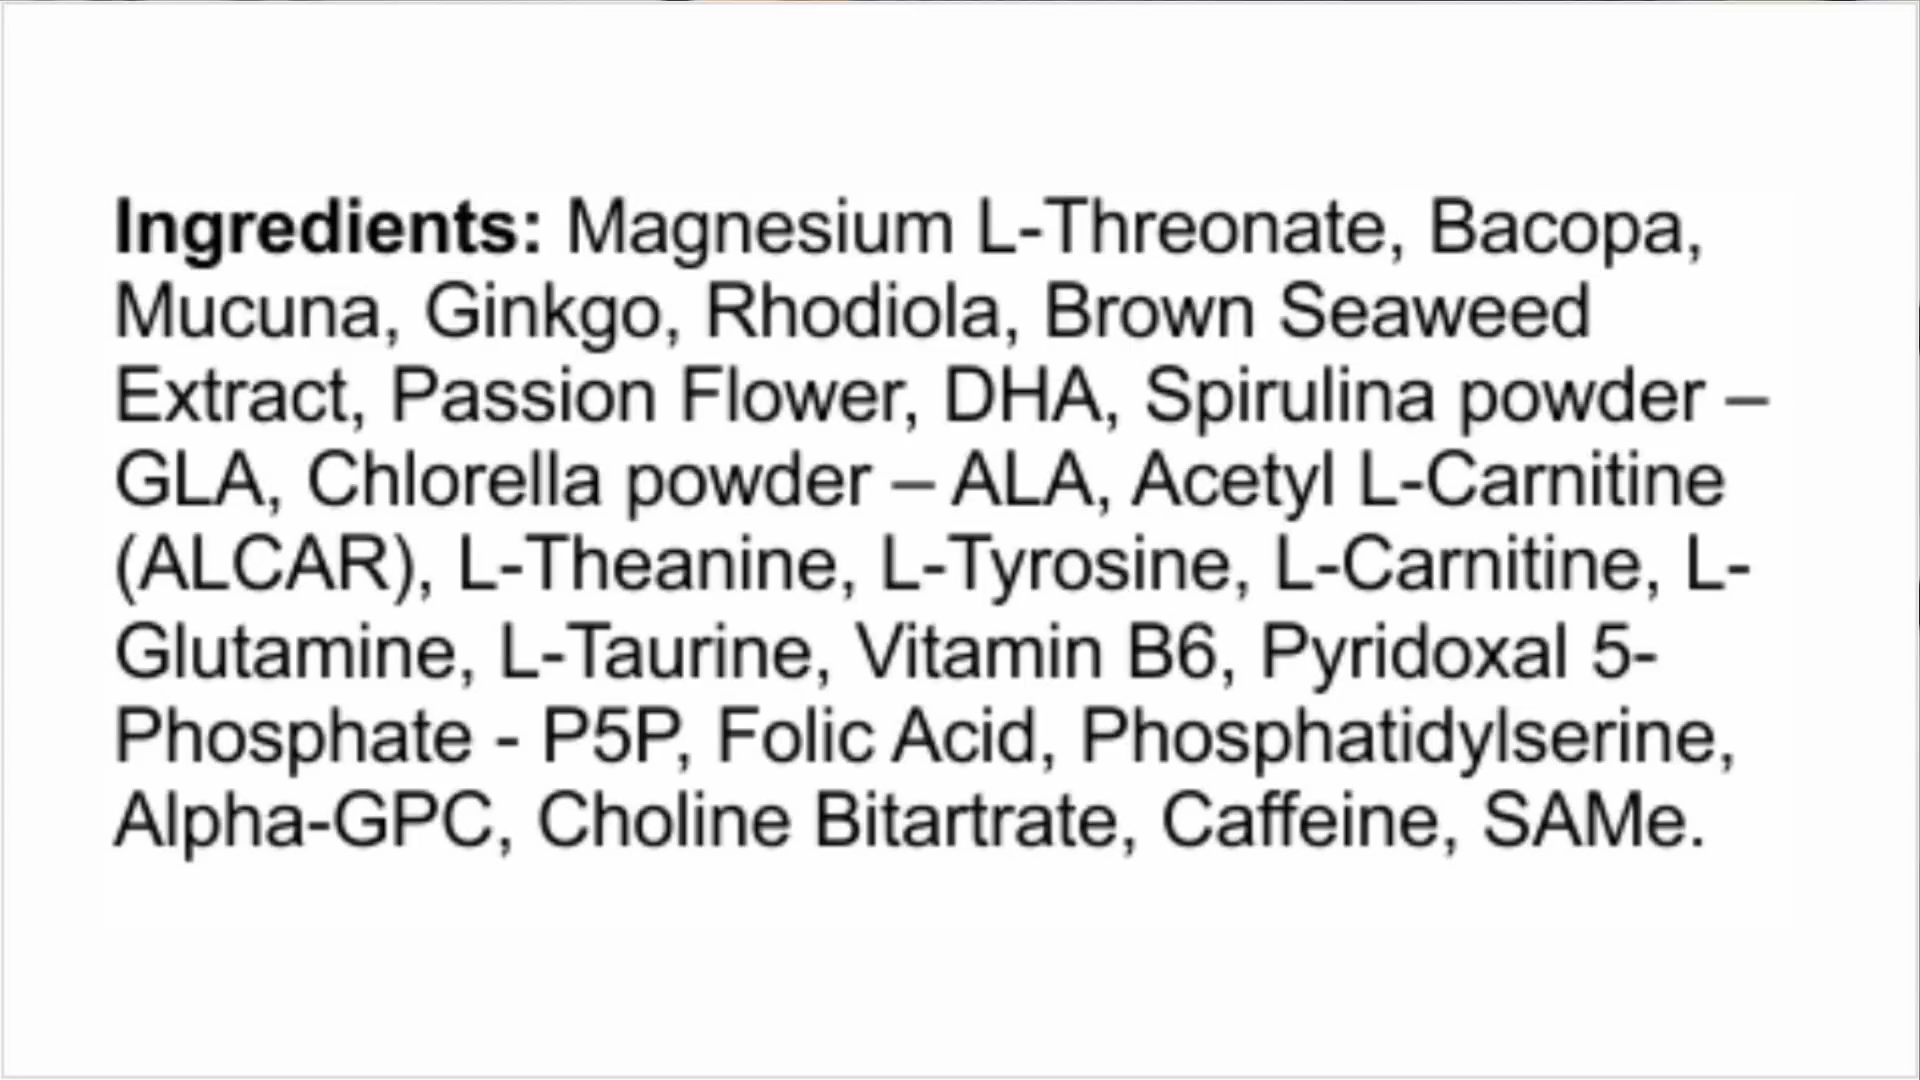 Ingredients: Magnesium L-Threonate, Bacopa,
Mucuna, Ginkgo, Rhodiola, Brown Seaweed
Extract, Passion Flower, DHA, Spirulina powder –
GLA, Chlorella powder – ALA, Acetyl L-Carnitine
(ALCAR), L-Theanine, L-Tyrosine, L-Carnitine, L-
Glutamine, L-Taurine, Vitamin B6, Pyridoxal 5-
Phosphate - P5P, Folic Acid, Phosphatidylserine,
Alpha-GPC, Choline Bitartrate, Caffeine, SAMe.